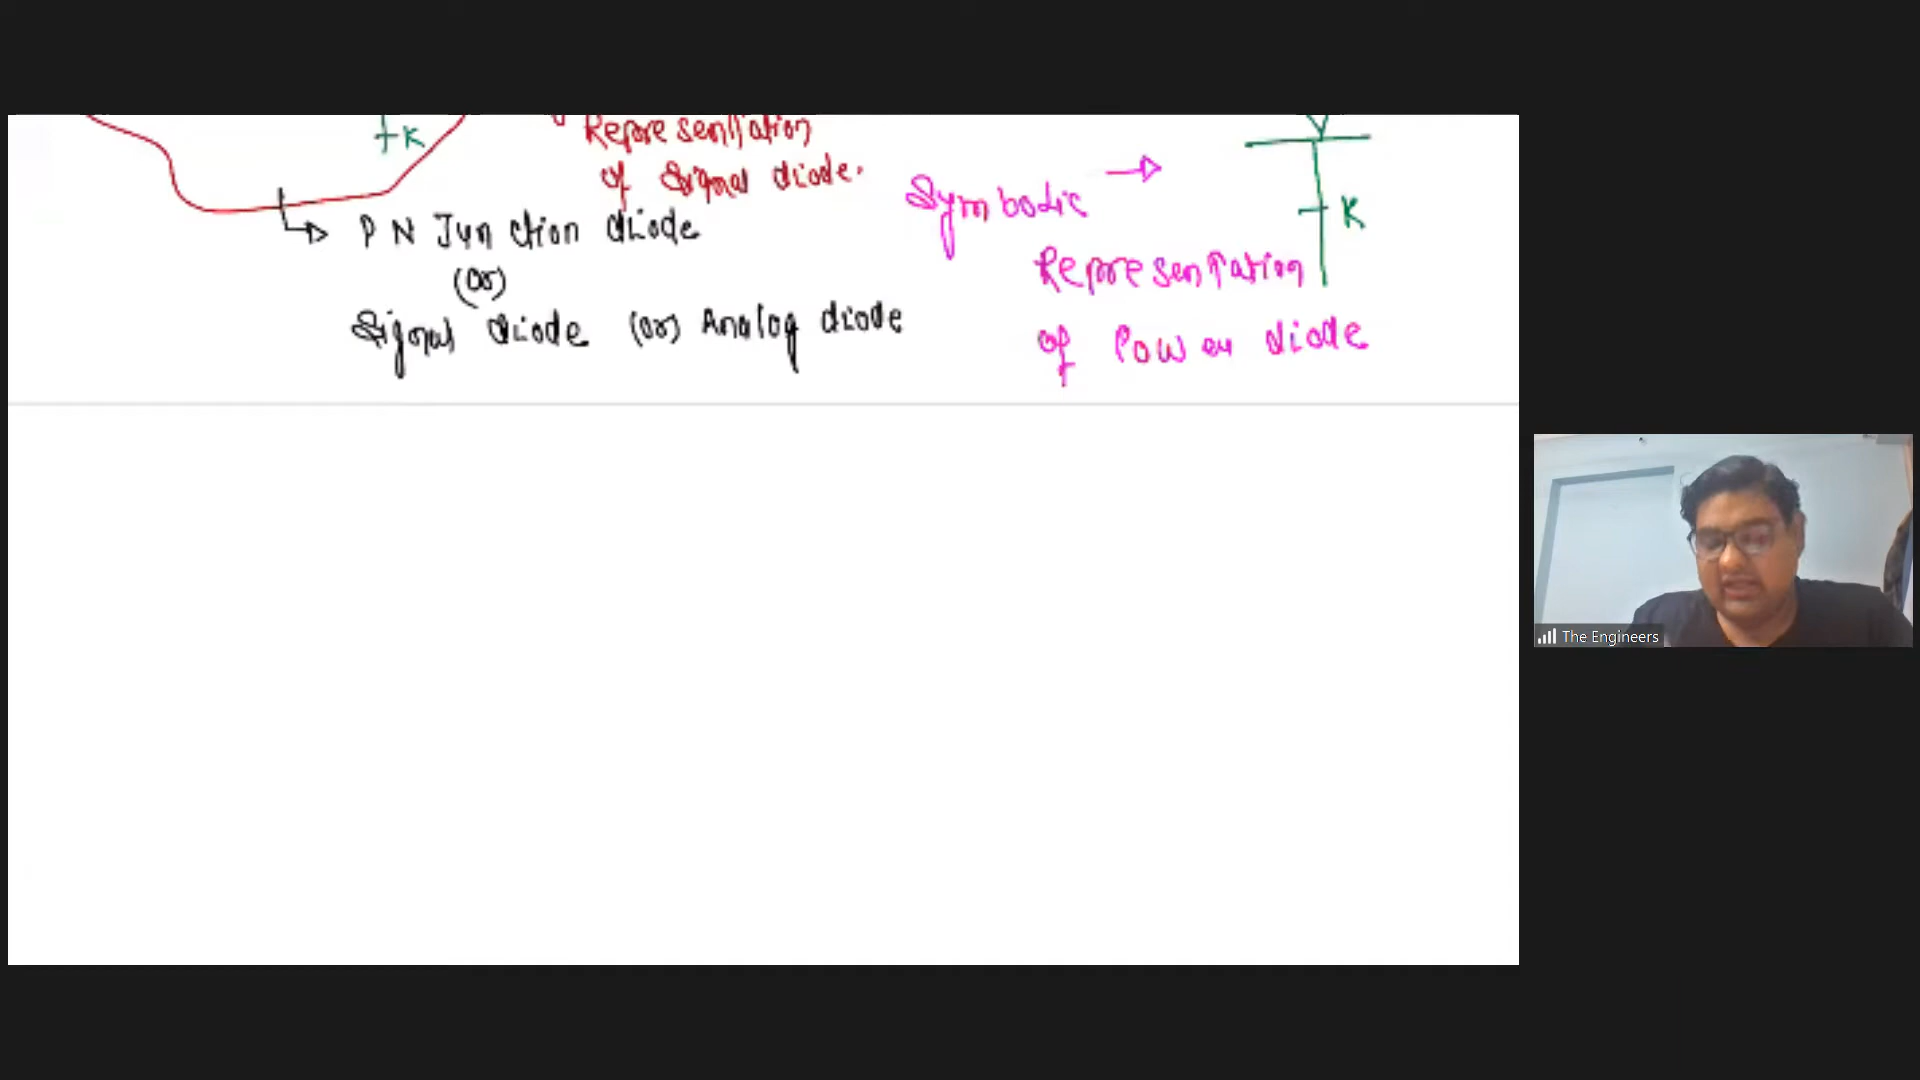 K
Representation
of Signal diode.
PN Junction diode
(or)
Signal diode (or) Analog diode
Symbolic
K
Representation
of Power diode
The Engineers